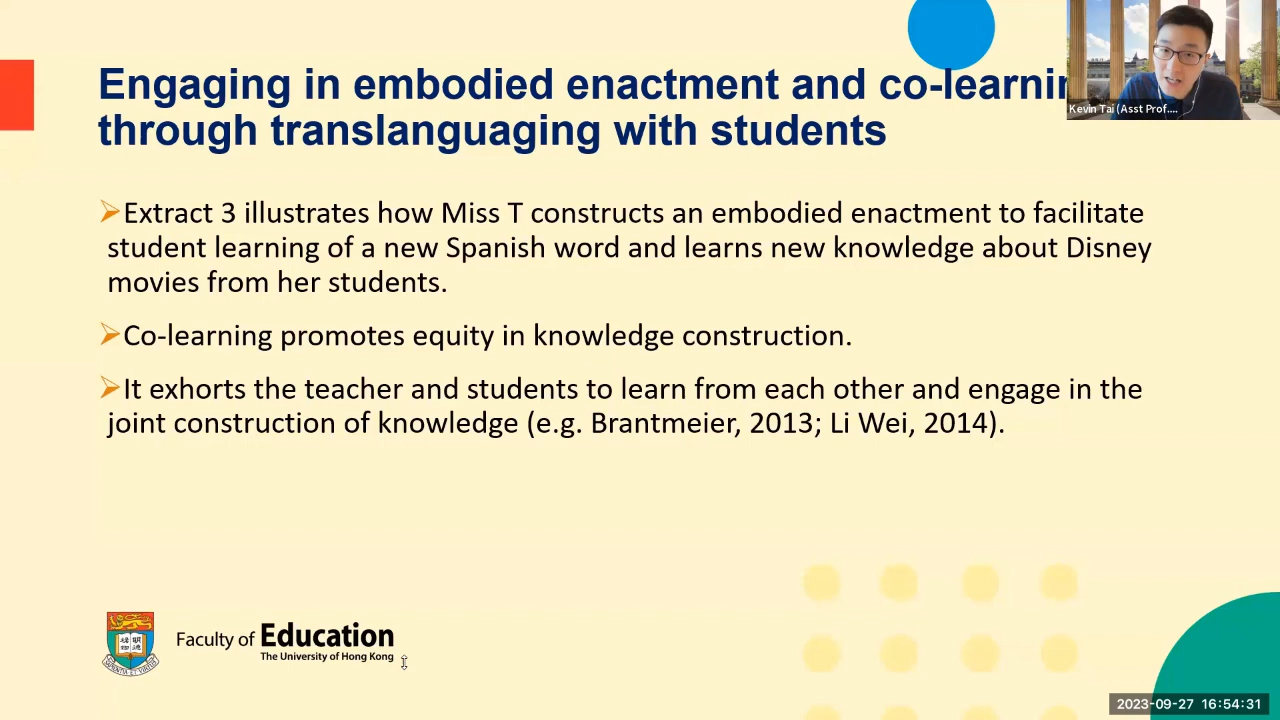 Engaging in embodied enactment and co-learnin
through translanguaging with students
Kevin Tai (Asst Prof....
➢Extract 3 illustrates how Miss T constructs an embodied enactment to facilitate
student learning of a new Spanish word and learns new knowledge about Disney
movies from her students.
➢Co-learning promotes equity in knowledge construction.
➢It exhorts the teacher and students to learn from each other and engage in the
joint construction of knowledge (e.g. Brantmeier, 2013; Li Wei, 2014).
Faculty of Education
The University of Hong Kong
2023-09-27 16:54:31